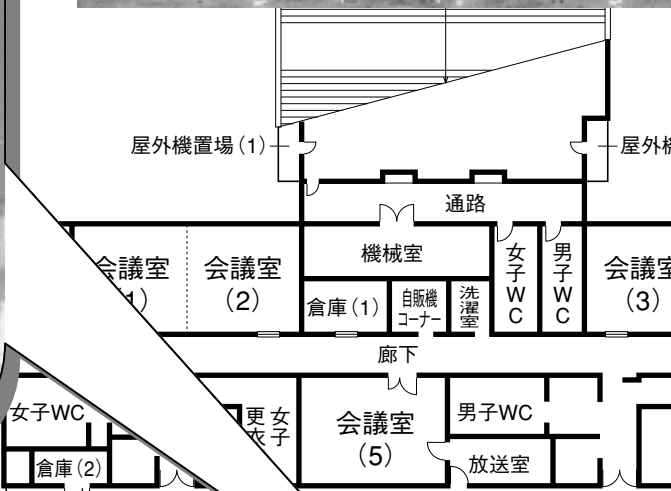 屋外機置場（1）
屋外機
通路
機械室
女子WC
男子WC
会議室
（1）
会議室
（2）
会議室
（3）
倉庫（1）
自販機
コーナー
洗濯室
廊下
女子WC
倉庫（2）
女子
更衣
会議室
（5）
男子WC
放送室